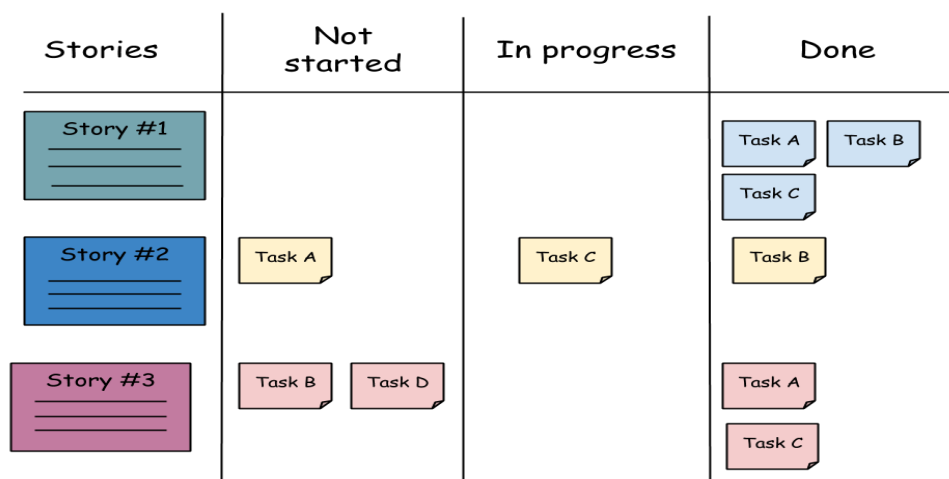 Stories
Not
started
In progress
Done
Story #1
Task A
Task B
Task C
Story #2
Task A
Task C
Task B
Story #3
Task B
Task D
Task A
Task C